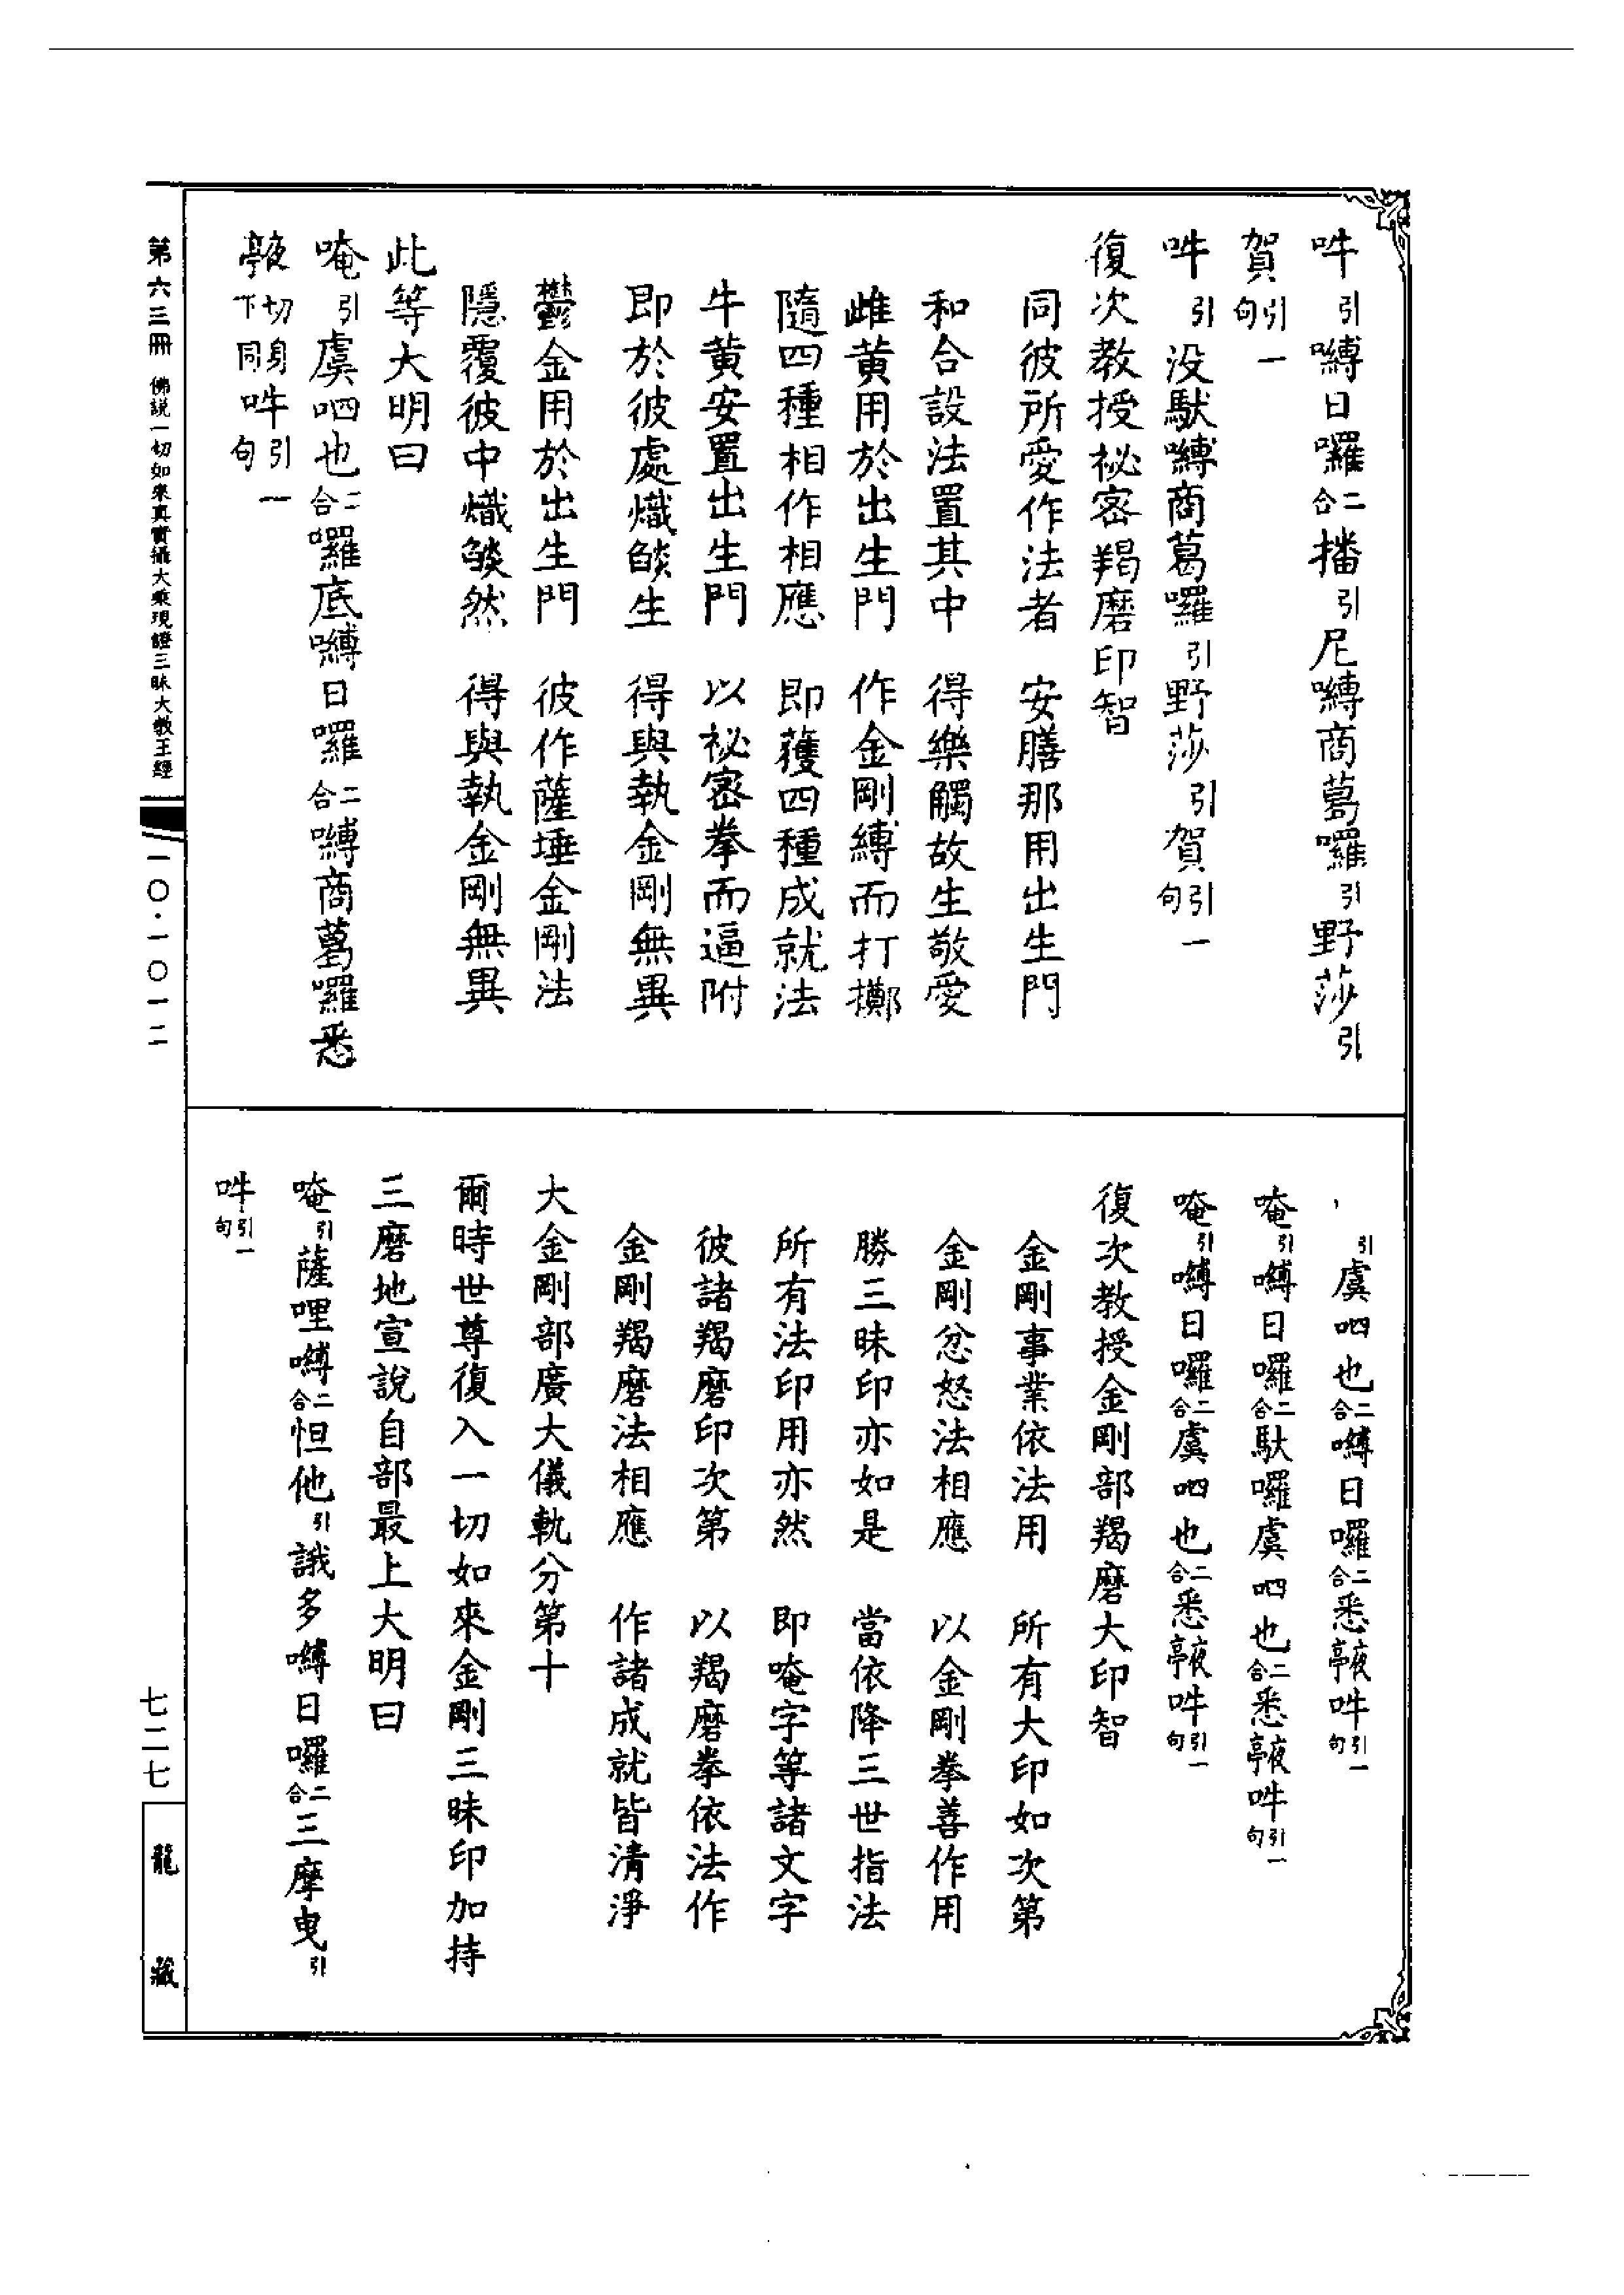 吽引嚩日囉二合播引尼嚩商葛囉引野莎引
賀引一句
吽引没馱嚩商葛囉引野莎引賀引一句
復次教授祕密羯磨印智
同彼所愛作法者　安膳那用出生門
和合設法置其中　得樂觸故生敬愛
雌黄用於出生門　作金剛縛而打擲
隨四種相作相應　即獲四種成就法
牛黄安置出生門　以祕密拳而逼附
即於彼處熾燄生　得與執金剛無異
鬱金用於出生門　彼作薩埵金剛法
隱覆彼中熾燄然　得與執金剛無異
此等大明曰
唵引虞呬也二合囉底嚩日囉二合嚩商葛囉悉
𠅏切身下同吽引一句
引虞呬也二合嚩日囉二合悉𠅏吽引一句
唵引嚩日囉二合馱囉虞呬也二合悉𠅏吽引一句
唵引嚩日囉二合虞呬也二合悉𠅏吽引一句
復次教授金剛部羯磨大印智
金剛事業依法用　所有大印如次第
金剛忿怒法相應　以金剛拳善作用
勝三昧印亦如是　當依降三世指法
所有法印用亦然　即唵字等諸文字
彼諸羯磨印次第　以羯磨拳依法作
金剛羯磨法相應　作諸成就皆清淨
大金剛部廣大儀軌分第十
爾時世尊復入一切如來金剛三昧印加持
三磨地宣說自部最上大明曰
唵引薩哩嚩二合怛他引誐多嚩日囉二合三摩曳引
吽引一句
第六三冊　佛説一切如來真實攝大乘現證三昧大教王經
一〇·一〇一二
七二七
龍藏